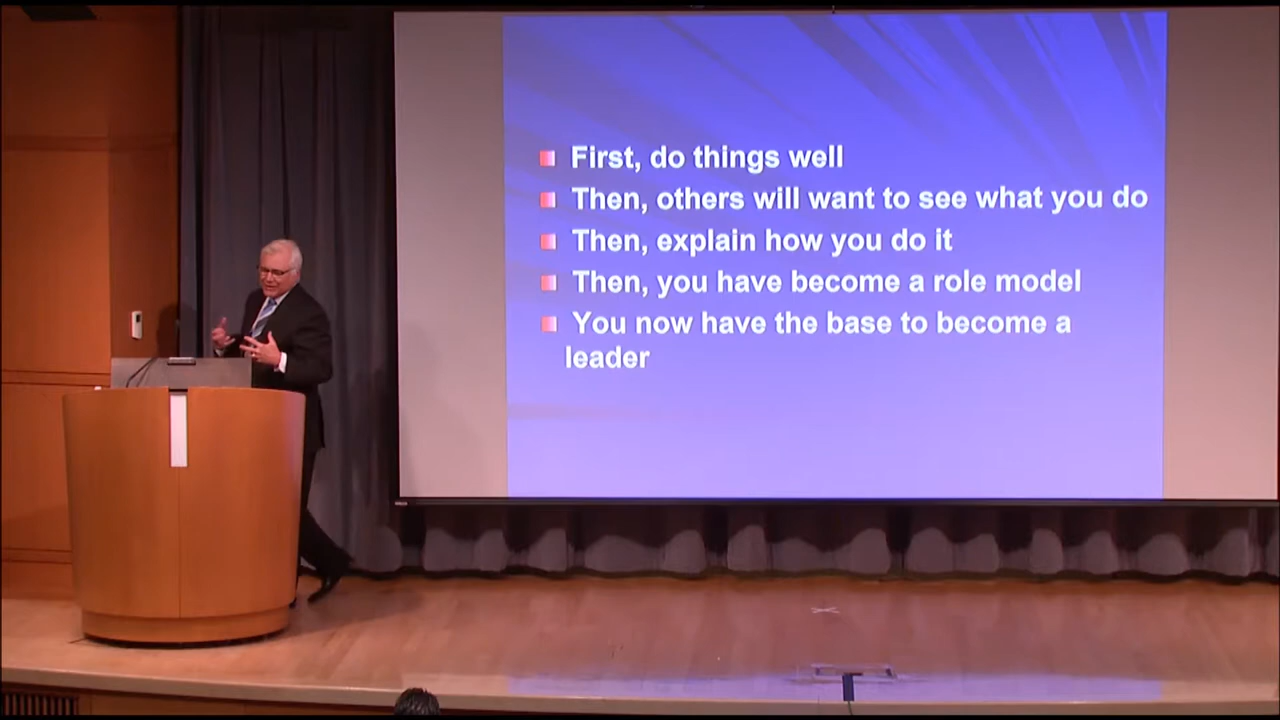 First, do things well
Then, others will want to see what you do
Then, explain how you do it
Then, you have become a role model
You now have the base to become a
leader